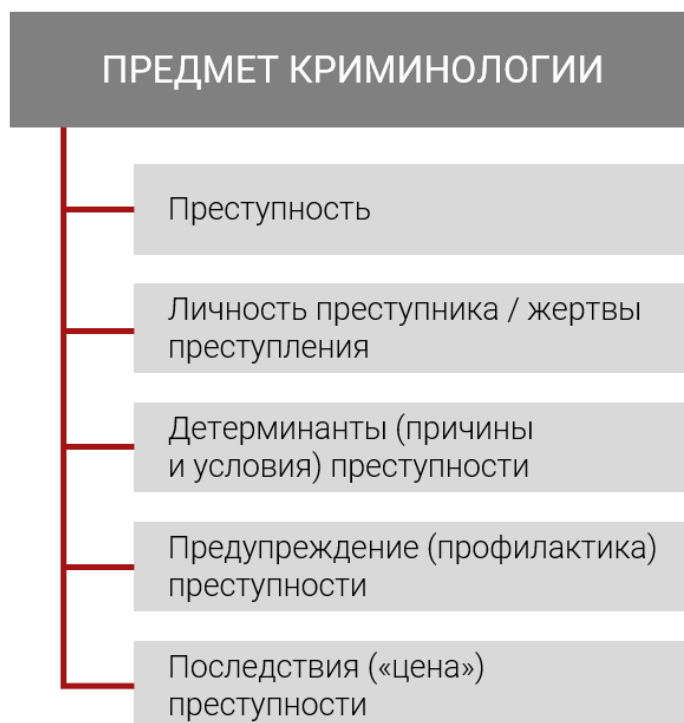 ПРЕДМЕТ КРИМИНОЛОГИИ
Преступность
Личность преступника / жертвы
преступления
Детерминанты (причины
и условия) преступности
Предупреждение (профилактика)
преступности
Последствия («цена»)
преступности